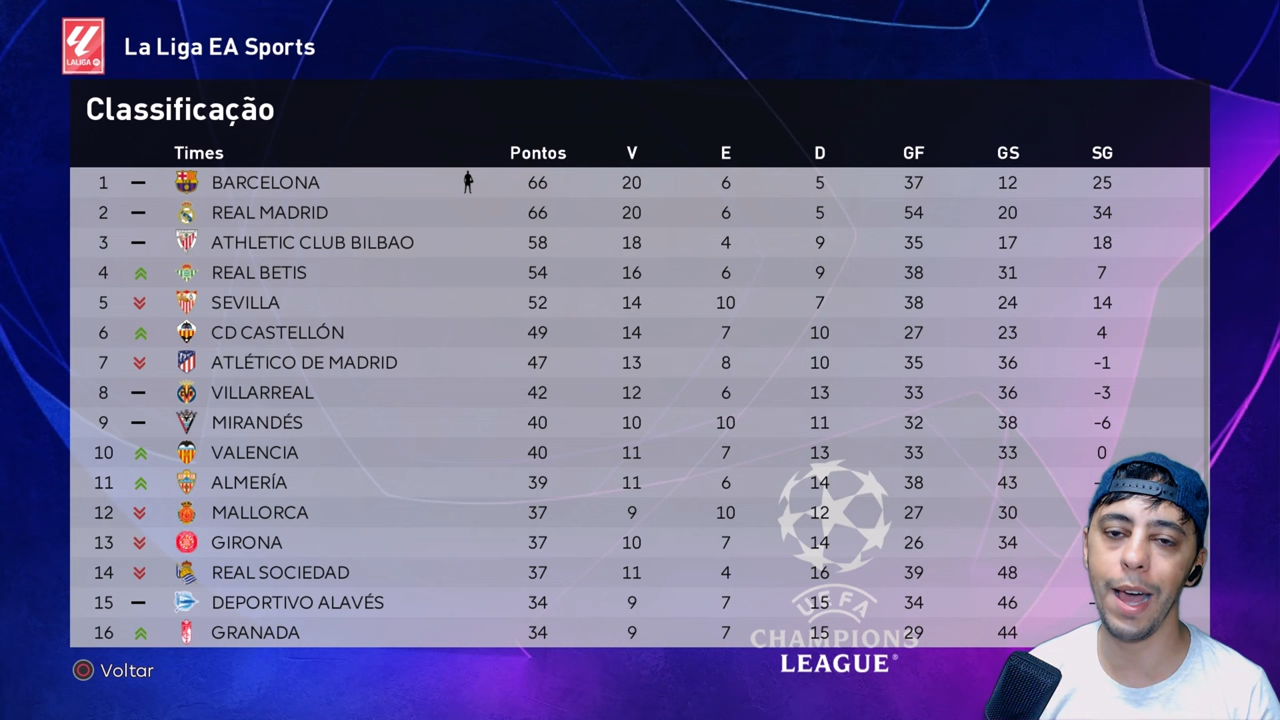 LALIGA
La Liga EA Sports
Classificação
Times Pontos V E D GF GS SG
1 BARCELONA 66 20 6 5 37 12 25
2 REAL MADRID 66 20 6 5 54 20 34
3 ATHLETIC CLUB BILBAO 58 18 4 9 35 17 18
4 REAL BETIS 54 16 6 9 38 31 7
5 SEVILLA 52 14 10 7 38 24 14
6 CD CASTELLÓN 49 14 7 10 27 23 4
7 ATLÉTICO DE MADRID 47 13 8 10 35 36 -1
8 VILLARREAL 42 12 6 13 33 36 -3
9 MIRANDÉS 40 10 10 11 32 38 -6
10 VALENCIA 40 11 7 13 33 33 0
11 ALMERÍA 39 11 6 14 38 43
12 MALLORCA 37 9 10 12 27 30
13 GIRONA 37 10 7 14 26 34
14 REAL SOCIEDAD 37 11 4 16 39 48
15 DEPORTIVO ALAVÉS 34 9 7 15 34 46
16 GRANADA 34 9 7 15 29 44
UEFA
CHAMPIONS
LEAGUE®
Voltar